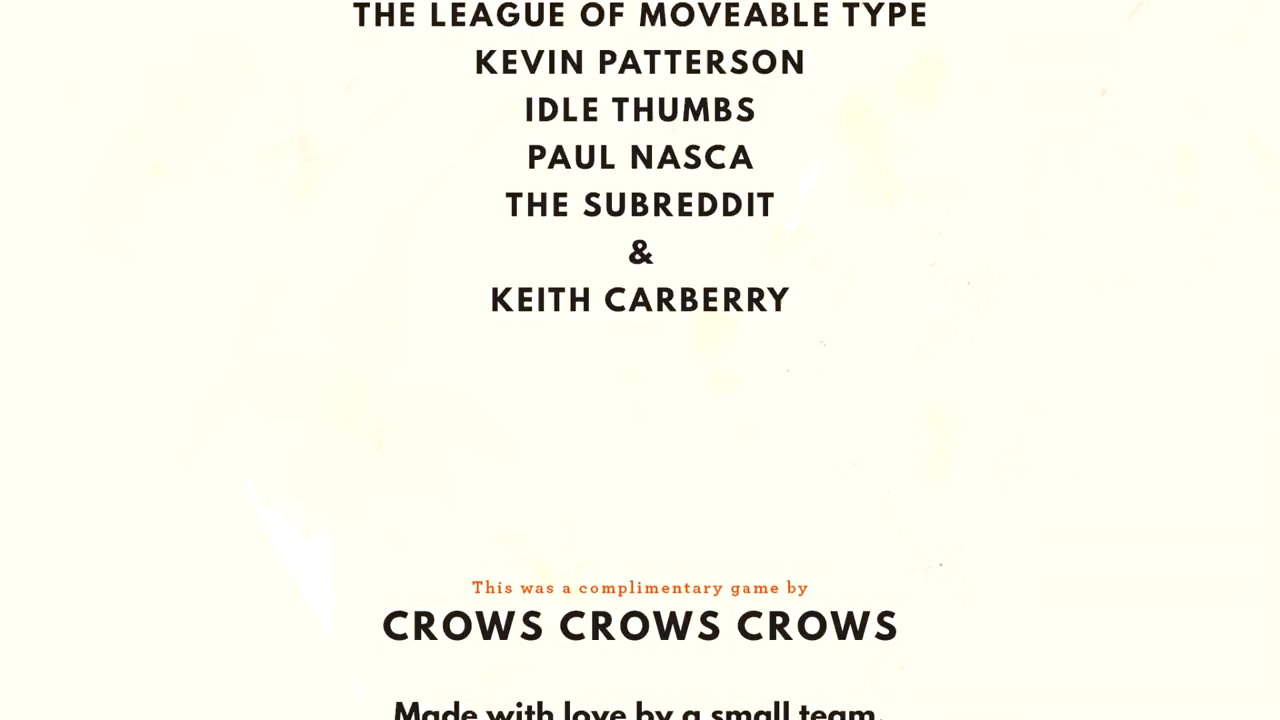 THE LEAGUE OF MOVEABLE TYPE
KEVIN PATTERSON
IDLE THUMBS
PAUL NASCA
THE SUBREDDIT
&
KEITH CARBERRY
This was a complimentary game by
CROWS CROWS CROWS
Made with love by a small team.